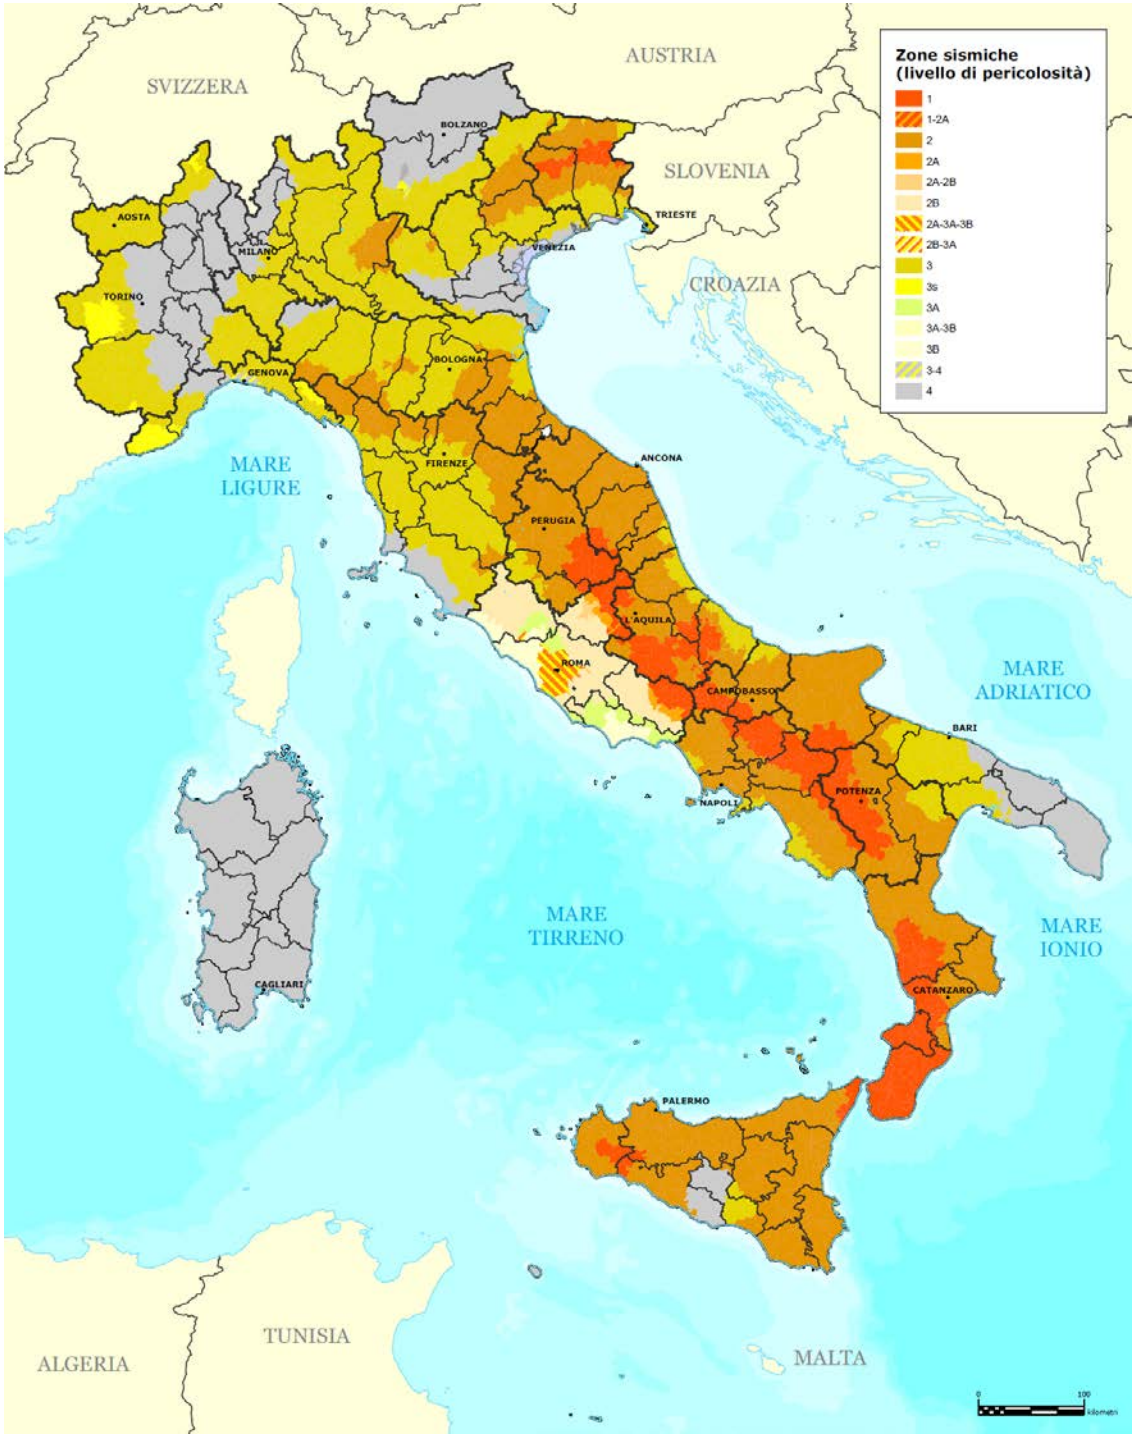 AUSTRIA
SVIZZERA
Zone sismiche
(livello di pericolosità)
1
1-2A
2
2A
2A-2B
2B
2A-3A-3B
2B-3A
3
3s
3A
3A-3B
3B
3-4
4
BOLZANO
SLOVENIA
AOSTA
TRIESTE
VENEZIA
MILANO
CROAZIA
TORINO
BOLOGNA
GENOVA
ANCONA
FIRENZE
MARE
LIGURE
PERUGIA
L'AQUILA
ROMA
MARE
ADRIATICO
CAMPOBASSO
BARI
NAPOLI
POTENZA
MARE
TIRRENO
MARE
IONIO
CAGLIARI
CATANZARO
PALERMO
TUNISIA
ALGERIA
MALTA
0 100
kilometri